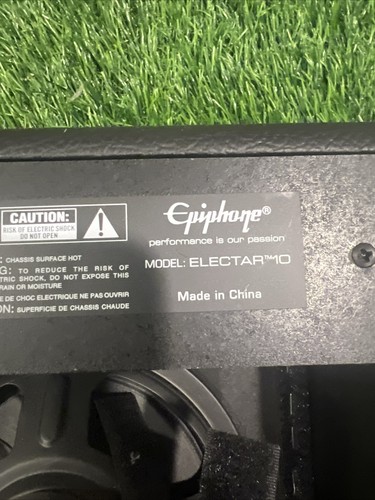 CAUTION:
RISK OF ELECTRIC SHOCK
DO NOT OPEN
Epiphone®
performance is our passion
: CHASSIS SURFACE HOT
MODEL: ELECTAR™10
G: TO REDUCE THE RISK OF
TRIC SHOCK, DO NOT EXPOSE THIS
RAIN OR MOISTURE
Made in China
E DE CHOC ELECTRIQUE NE PAS OUVRIR
ON: SUPERFICIE DE CHASSIS CHAUDE